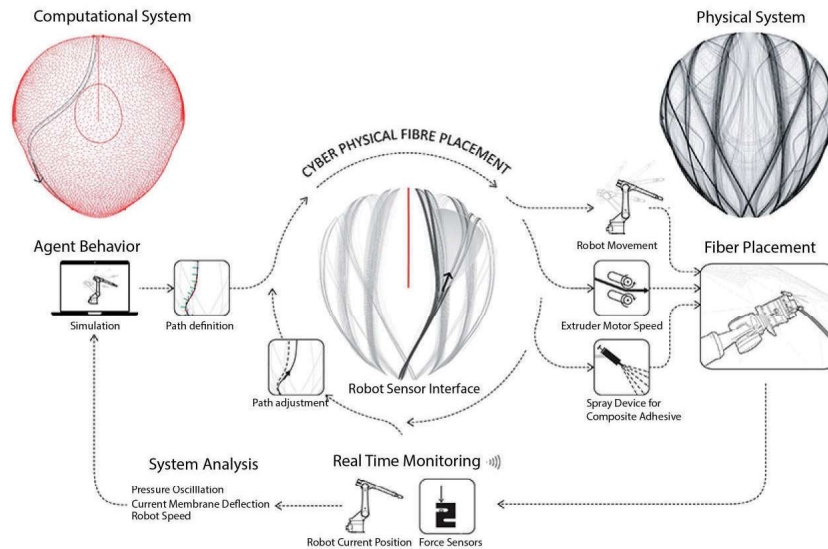 Computational System
Physical System
CYBER PHYSICAL FIBRE PLACEMENT
Agent Behavior
Robot Movement
Fiber Placement
Simulation
Path definition
Extruder Motor Speed
Robot Sensor Interface
Path adjustment
Spray Device for
Composite Adhesive
System Analysis
Real Time Monitoring
Pressure Oscilllation
Current Membrane Deflection
Robot Speed
Robot Current Position
Force Sensors